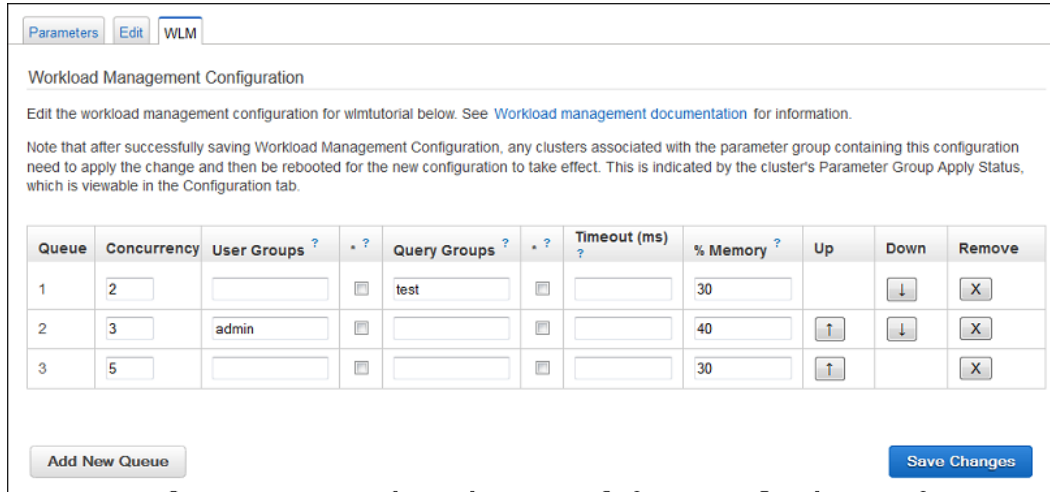 Parameters Edit WLM
Workload Management Configuration
Edit the workload management configuration for wlmtutorial below. See Workload management documentation for information.
Note that after successfully saving Workload Management Configuration, any clusters associated with the parameter group containing this configuration
need to apply the change and then be rebooted for the new configuration to take effect. This is indicated by the cluster's Parameter Group Apply Status,
which is viewable in the Configuration tab.
Queue Concurrency User Groups ? * ? Query Groups ? * ? Timeout (ms) ? % Memory ? Up Down Remove
1 2 test 30 ↓ X
2 3 admin 40 ↑ ↓ X
3 5 30 ↑ X
Add New Queue Save Changes